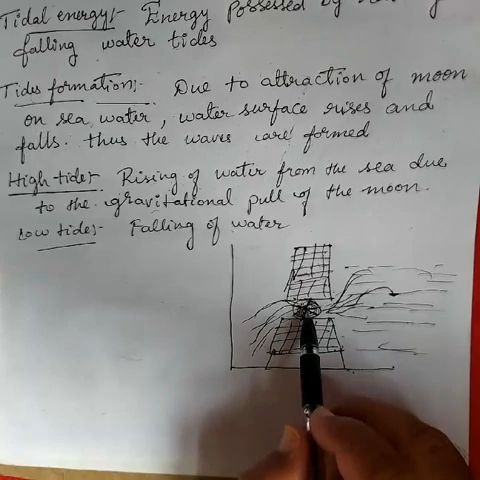 Tidal energy:- Energy Possessed by
falling water tides
Tides formation:- Due to attraction of moon
on sea water, water surface rises and
falls. thus the waves are formed
High tide:- Rising of water from the sea due
to the gravitational pull of the moon.
Low tide:- Falling of water